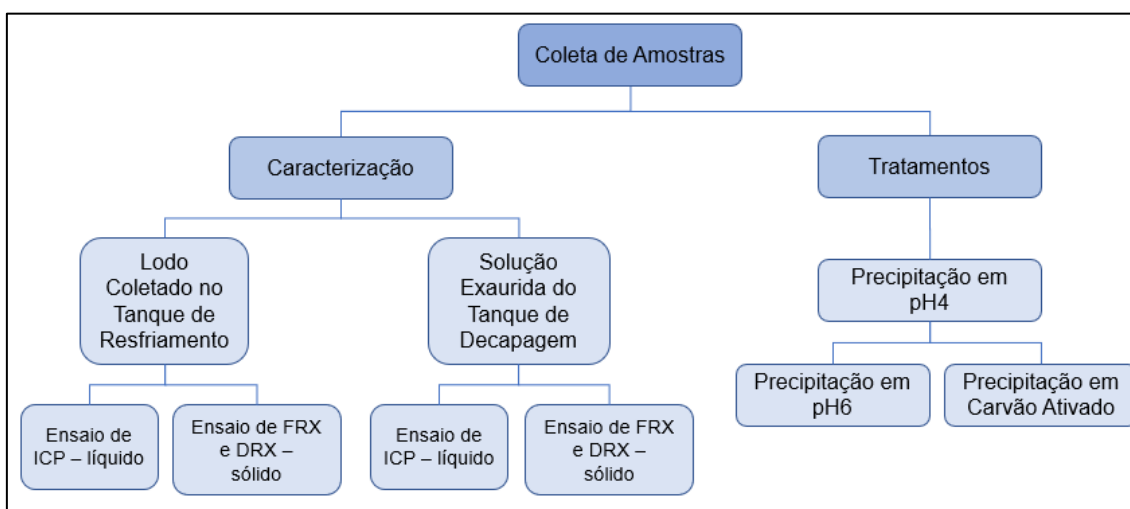 Coleta de Amostras
Caracterização
Tratamentos
Lodo
Coletado no
Tanque de
Resfriamento
Solução
Exaurida do
Tanque de
Decapagem
Precipitação em
pH4
Ensaio de
ICP – líquido
Ensaio de FRX
e DRX –
sólido
Ensaio de
ICP – líquido
Ensaio de FRX
e DRX –
sólido
Precipitação em
pH6
Precipitação em
Carvão Ativado